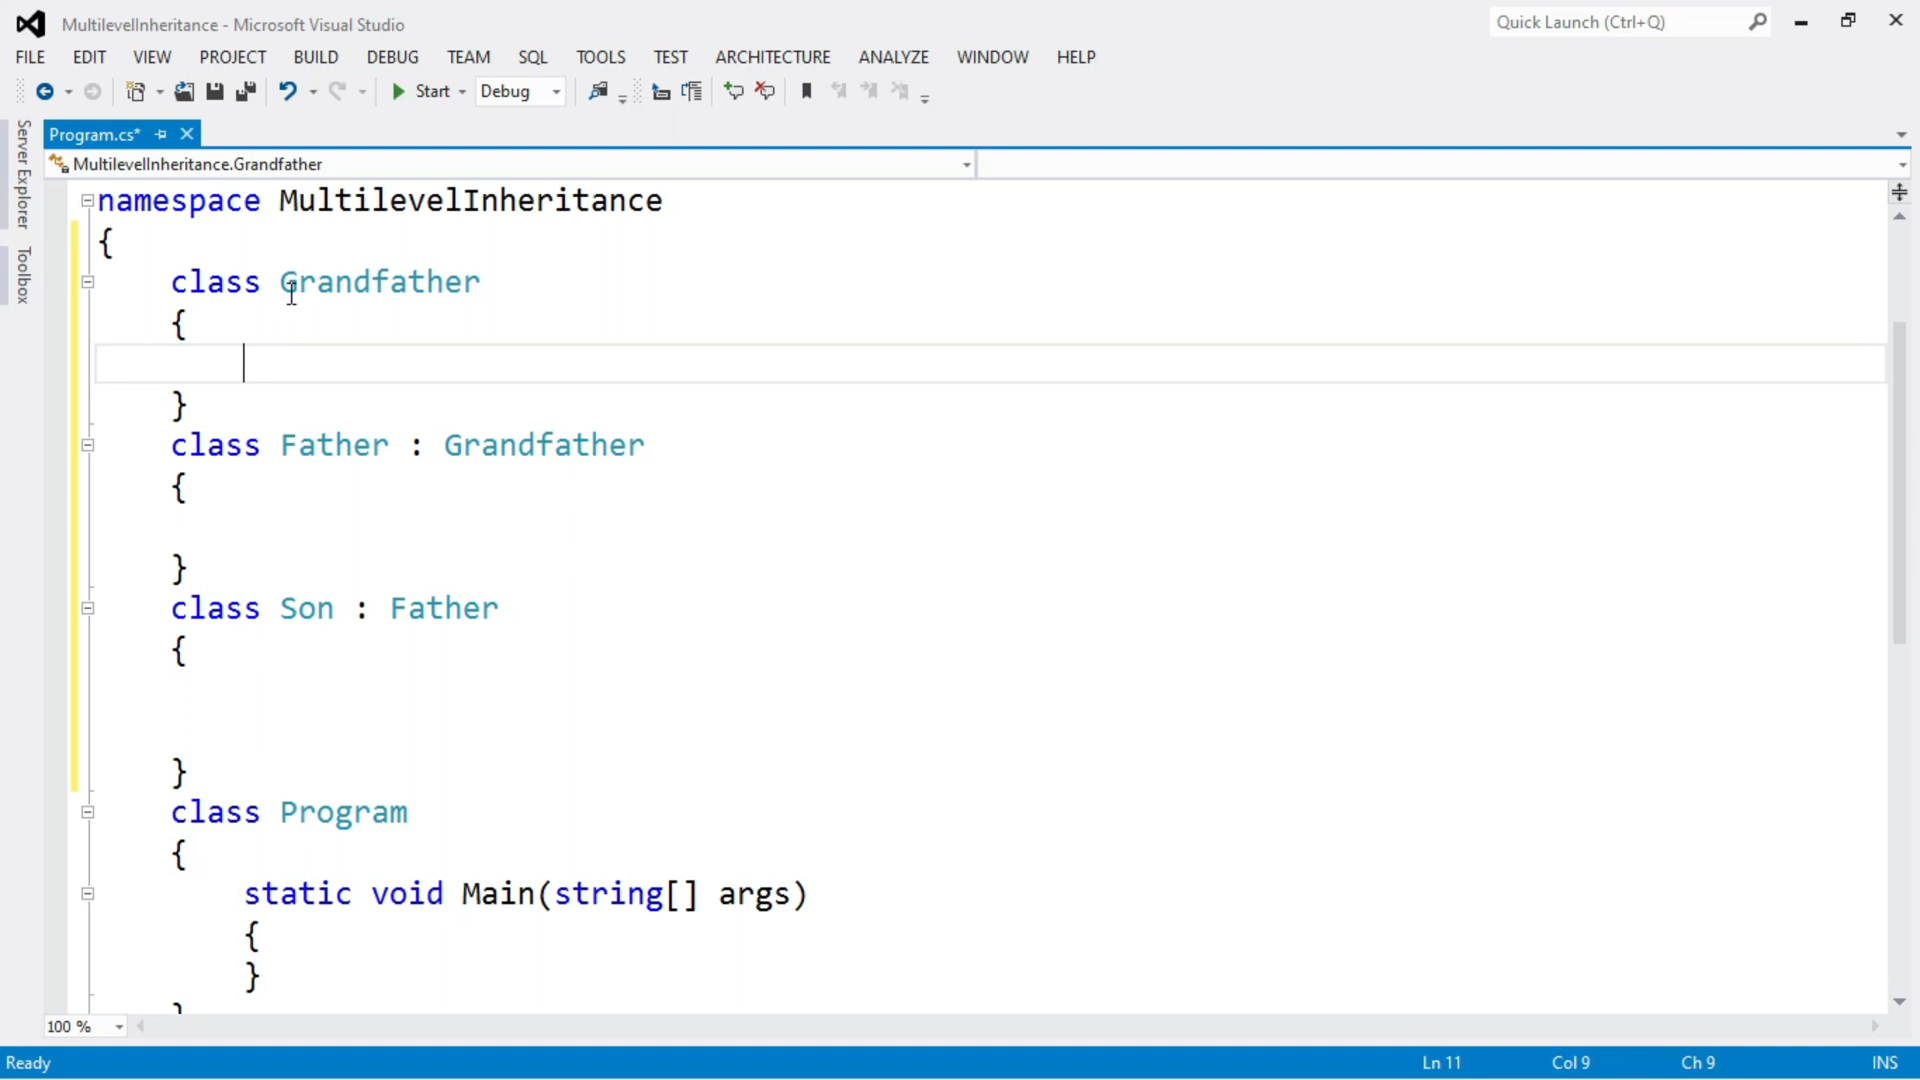 MultilevelInheritance - Microsoft Visual Studio
Quick Launch (Ctrl+Q)
FILE EDIT VIEW PROJECT BUILD DEBUG TEAM SQL TOOLS TEST ARCHITECTURE ANALYZE WINDOW HELP
Start Debug
Program.cs*
MultilevelInheritance.Grandfather
Server Explorer
Toolbox
namespace MultilevelInheritance
{
class Grandfather
{
}
class Father : Grandfather
{
}
class Son : Father
{
}
class Program
{
static void Main(string[] args)
{
}
}
100 %
Ready Ln 11 Col 9 Ch 9 INS